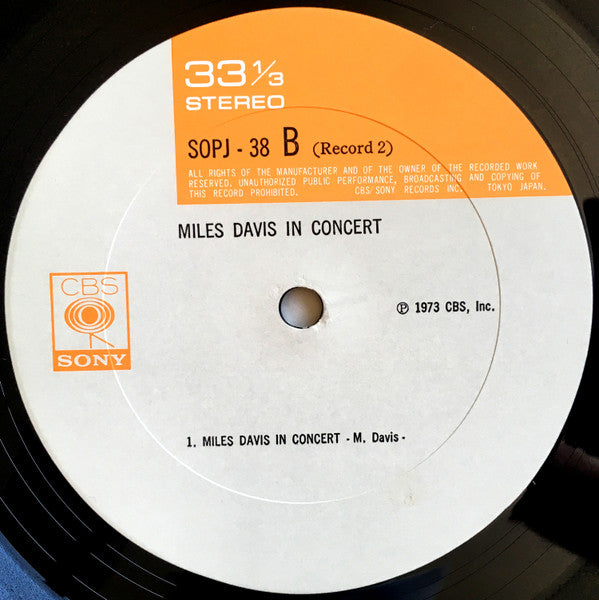 33 1/3
STEREO
SOPJ - 38 B (Record 2)
ALL RIGHTS OF THE MANUFACTURER AND OF THE OWNER OF THE RECORDED WORK
RESERVED. UNAUTHORIZED PUBLIC PERFORMANCE, BROADCASTING AND COPYING OF
THIS RECORD PROHIBITED. CBS/SONY RECORDS INC. TOKYO JAPAN.
MILES DAVIS IN CONCERT
CBS
SONY
℗ 1973 CBS, Inc.
1. MILES DAVIS IN CONCERT - M. Davis -